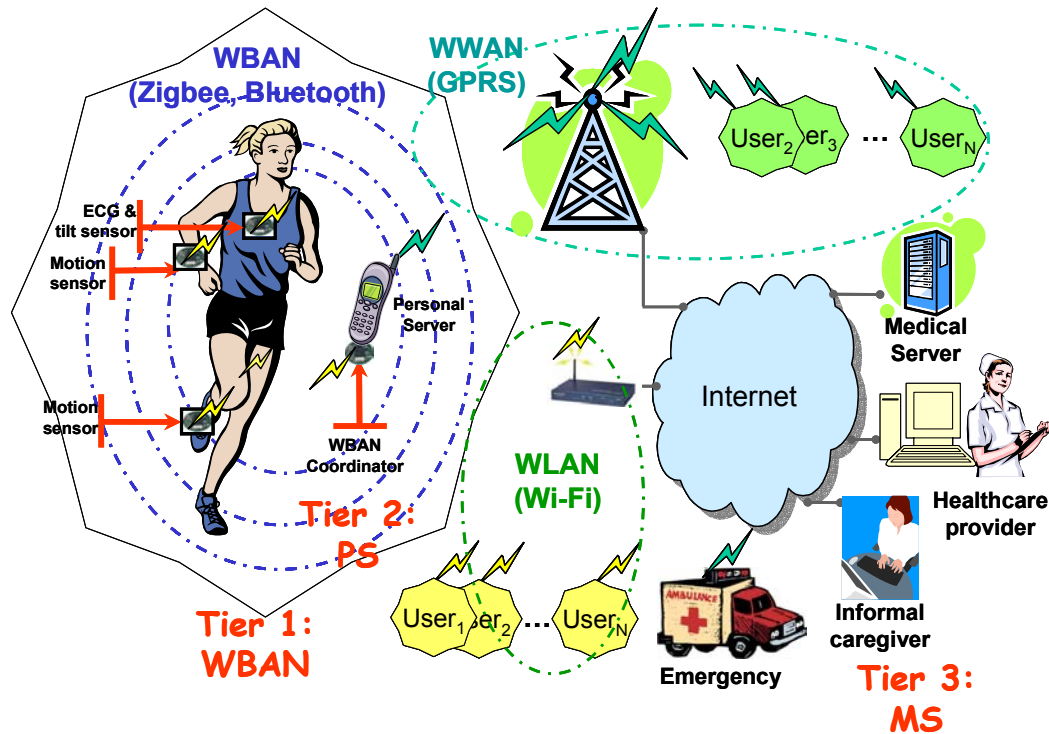 WBAN
(Zigbee, Bluetooth)
ECG &
tilt sensor
Motion
sensor
Motion
sensor
Personal
Server
WBAN
Coordinator
Tier 2:
PS
Tier 1:
WBAN
WWAN
(GPRS)
User2
er3
...
UserN
Internet
WLAN
(Wi-Fi)
User1
ser2
...
UserN
AMBULANCE
Emergency
Medical
Server
Healthcare
provider
Informal
caregiver
Tier 3:
MS